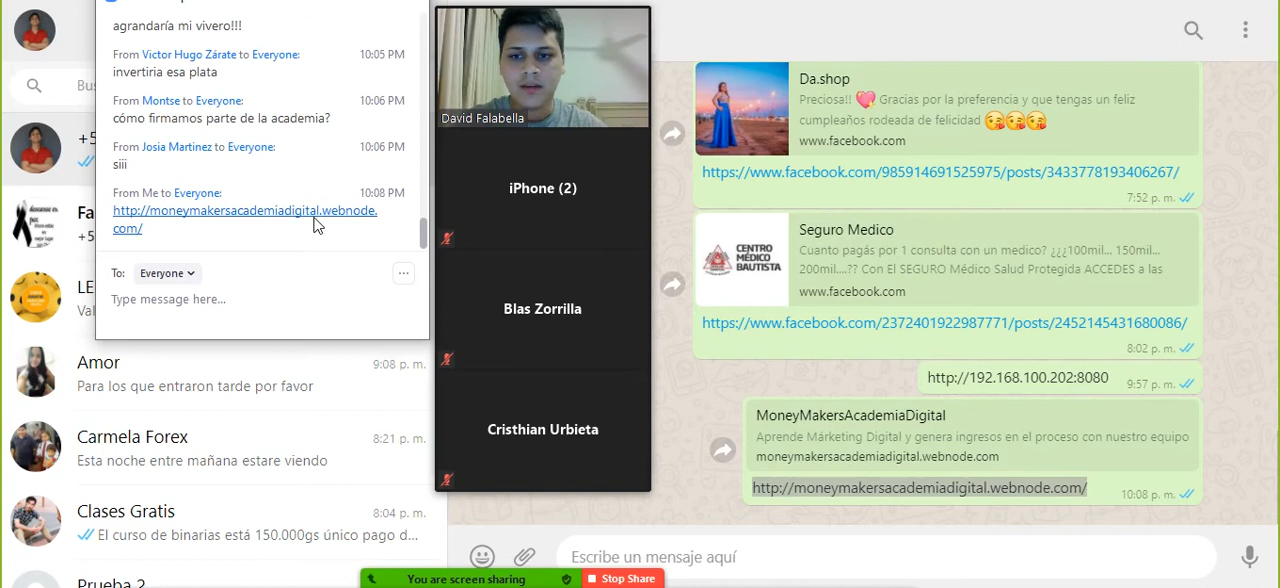 agrandaría mi vivero!!!
From Victor Hugo Zárate to Everyone: 10:05 PM
invertiria esa plata
From Montse to Everyone: 10:06 PM
cómo firmamos parte de la academia?
From Josia Martinez to Everyone: 10:06 PM
siii
From Me to Everyone: 10:08 PM
http://moneymakersacademiadigital.webnode.
com/
To: Everyone
Type message here...
Bus
+5
Fa
+5
LE
Val
Amor 9:08 p. m.
Para los que entraron tarde por favor
Carmela Forex 8:21 p. m.
Esta noche entre mañana estare viendo
Clases Gratis 8:04 p. m.
El curso de binarias está 150.000gs único pago d...
Prueba 2
David Falabella
iPhone (2)
Blas Zorrilla
Cristhian Urbieta
You are screen sharing
Stop Share
Da.shop
Preciosa!! 💖 Gracias por la preferencia y que tengas un feliz
cumpleaños rodeada de felicidad 😘😘😘
www.facebook.com
https://www.facebook.com/985914691525975/posts/3433778193406267/
7:52 p. m.
CENTRO
MÉDICO
BAUTISTA
Seguro Medico
Cuanto pagás por 1 consulta con un medico? ¿¿¿100mil... 150mil...
200mil....?? Con El SEGURO Médico Salud Protegida ACCEDES a las
www.facebook.com
https://www.facebook.com/2372401922987771/posts/2452145431680086/
8:02 p. m.
http://192.168.100.202:8080 9:57 p. m.
MoneyMakersAcademiaDigital
Aprende Márketing Digital y genera ingresos en el proceso con nuestro equipo
moneymakersacademiadigital.webnode.com
http://moneymakersacademiadigital.webnode.com/
10:08 p. m.
Escribe un mensaje aquí